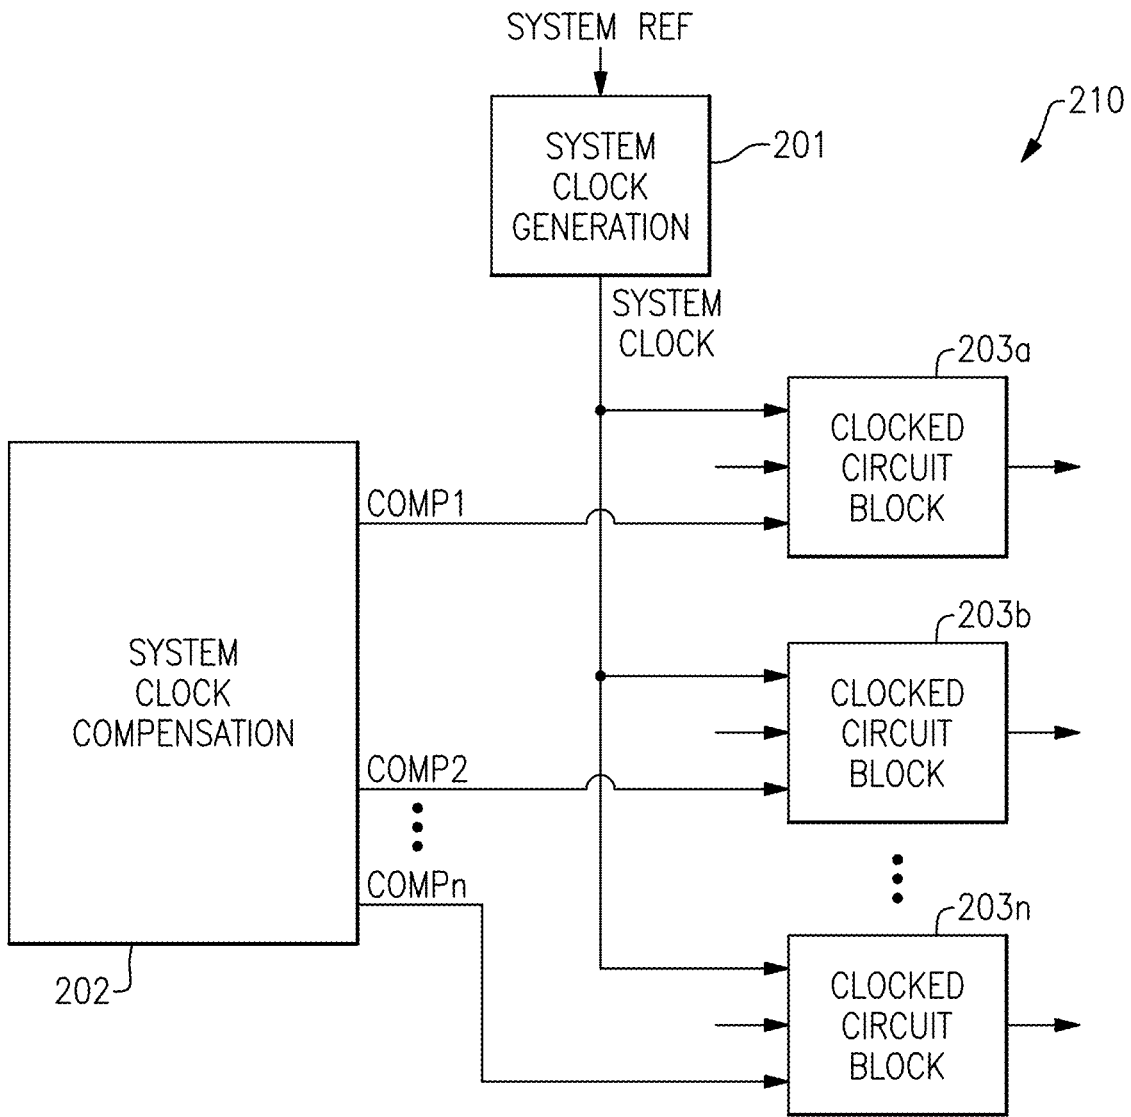 SYSTEM REF
210
SYSTEM
CLOCK
GENERATION
201
SYSTEM
CLOCK
203a
CLOCKED
CIRCUIT
BLOCK
COMP1
203b
SYSTEM
CLOCK
COMPENSATION
CLOCKED
CIRCUIT
BLOCK
COMP2
COMPn
203n
202
CLOCKED
CIRCUIT
BLOCK